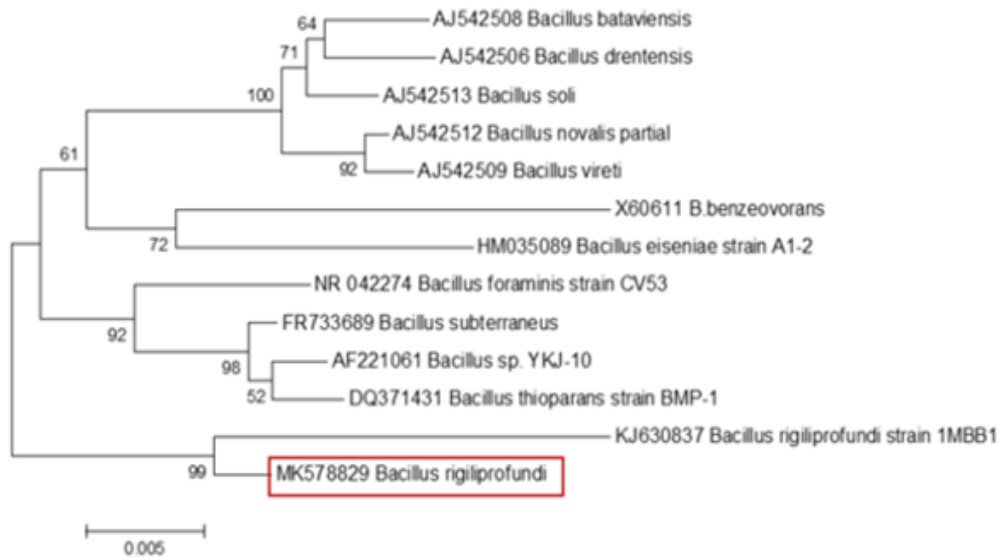 64
AJ542508 Bacillus bataviensis
71
AJ542506 Bacillus drentensis
100
AJ542513 Bacillus soli
AJ542512 Bacillus novalis partial
61
92
AJ542509 Bacillus vireti
X60611 B.benzeovorans
72
HM035089 Bacillus eiseniae strain A1-2
NR 042274 Bacillus foraminis strain CV53
92
FR733689 Bacillus subterraneus
98
AF221061 Bacillus sp. YKJ-10
52
DQ371431 Bacillus thioparans strain BMP-1
KJ630837 Bacillus rigiliprofundi strain 1MBB1
99
MK578829 Bacillus rigiliprofundi
0.005